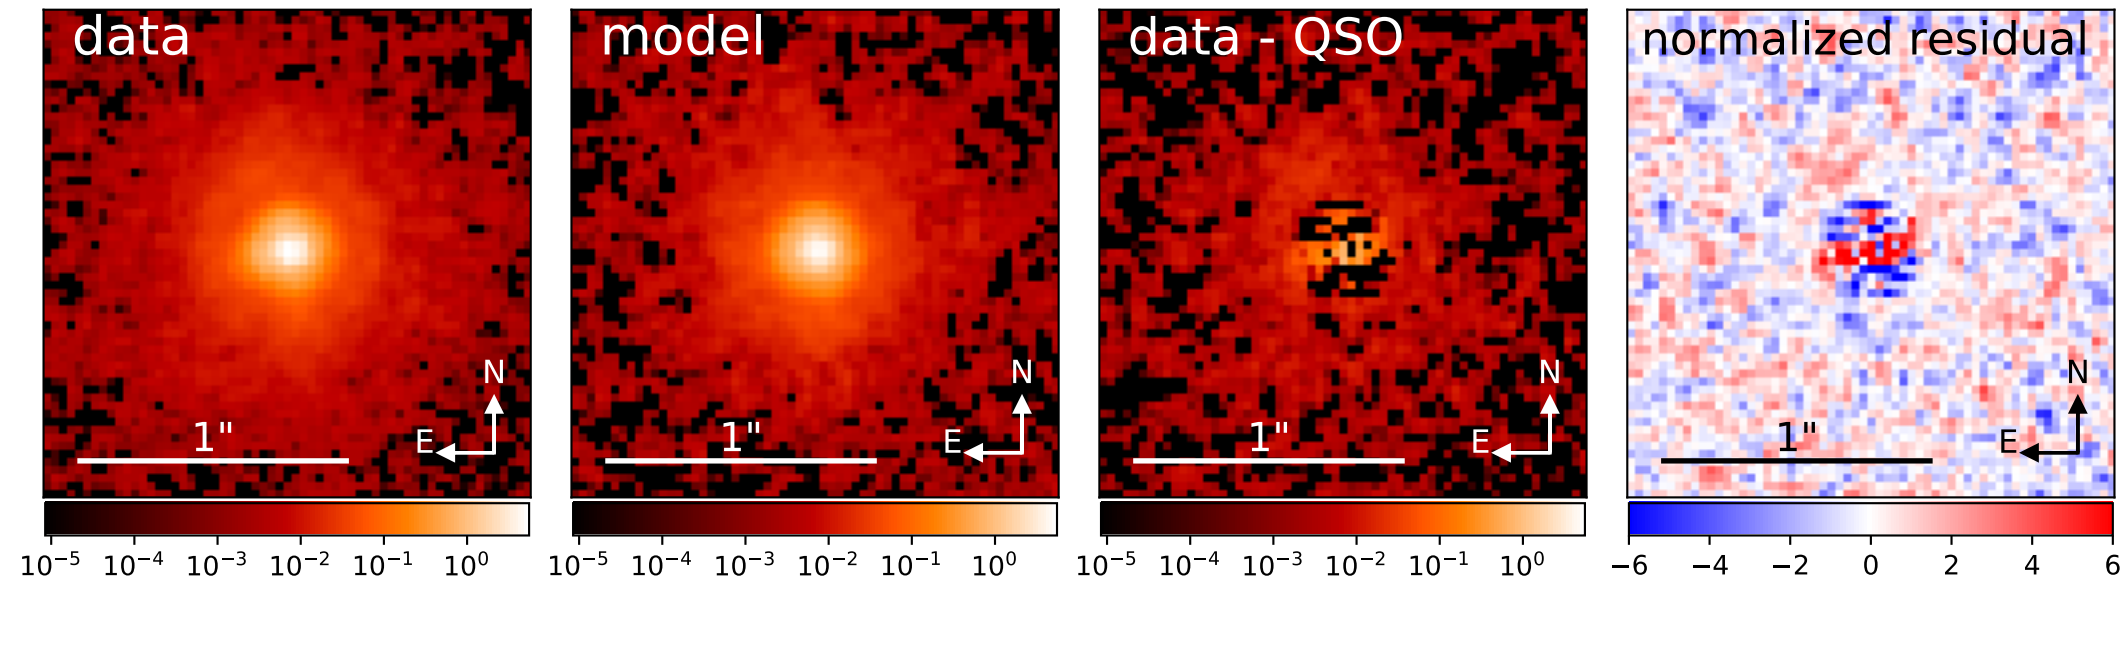 data
model
data - QSO
normalized residual
N
E
1"
N
E
1"
N
E
1"
N
E
1"
10⁻⁵ 10⁻⁴ 10⁻³ 10⁻² 10⁻¹ 10⁰
10⁻⁵ 10⁻⁴ 10⁻³ 10⁻² 10⁻¹ 10⁰
10⁻⁵ 10⁻⁴ 10⁻³ 10⁻² 10⁻¹ 10⁰
−6 −4 −2 0 2 4 6